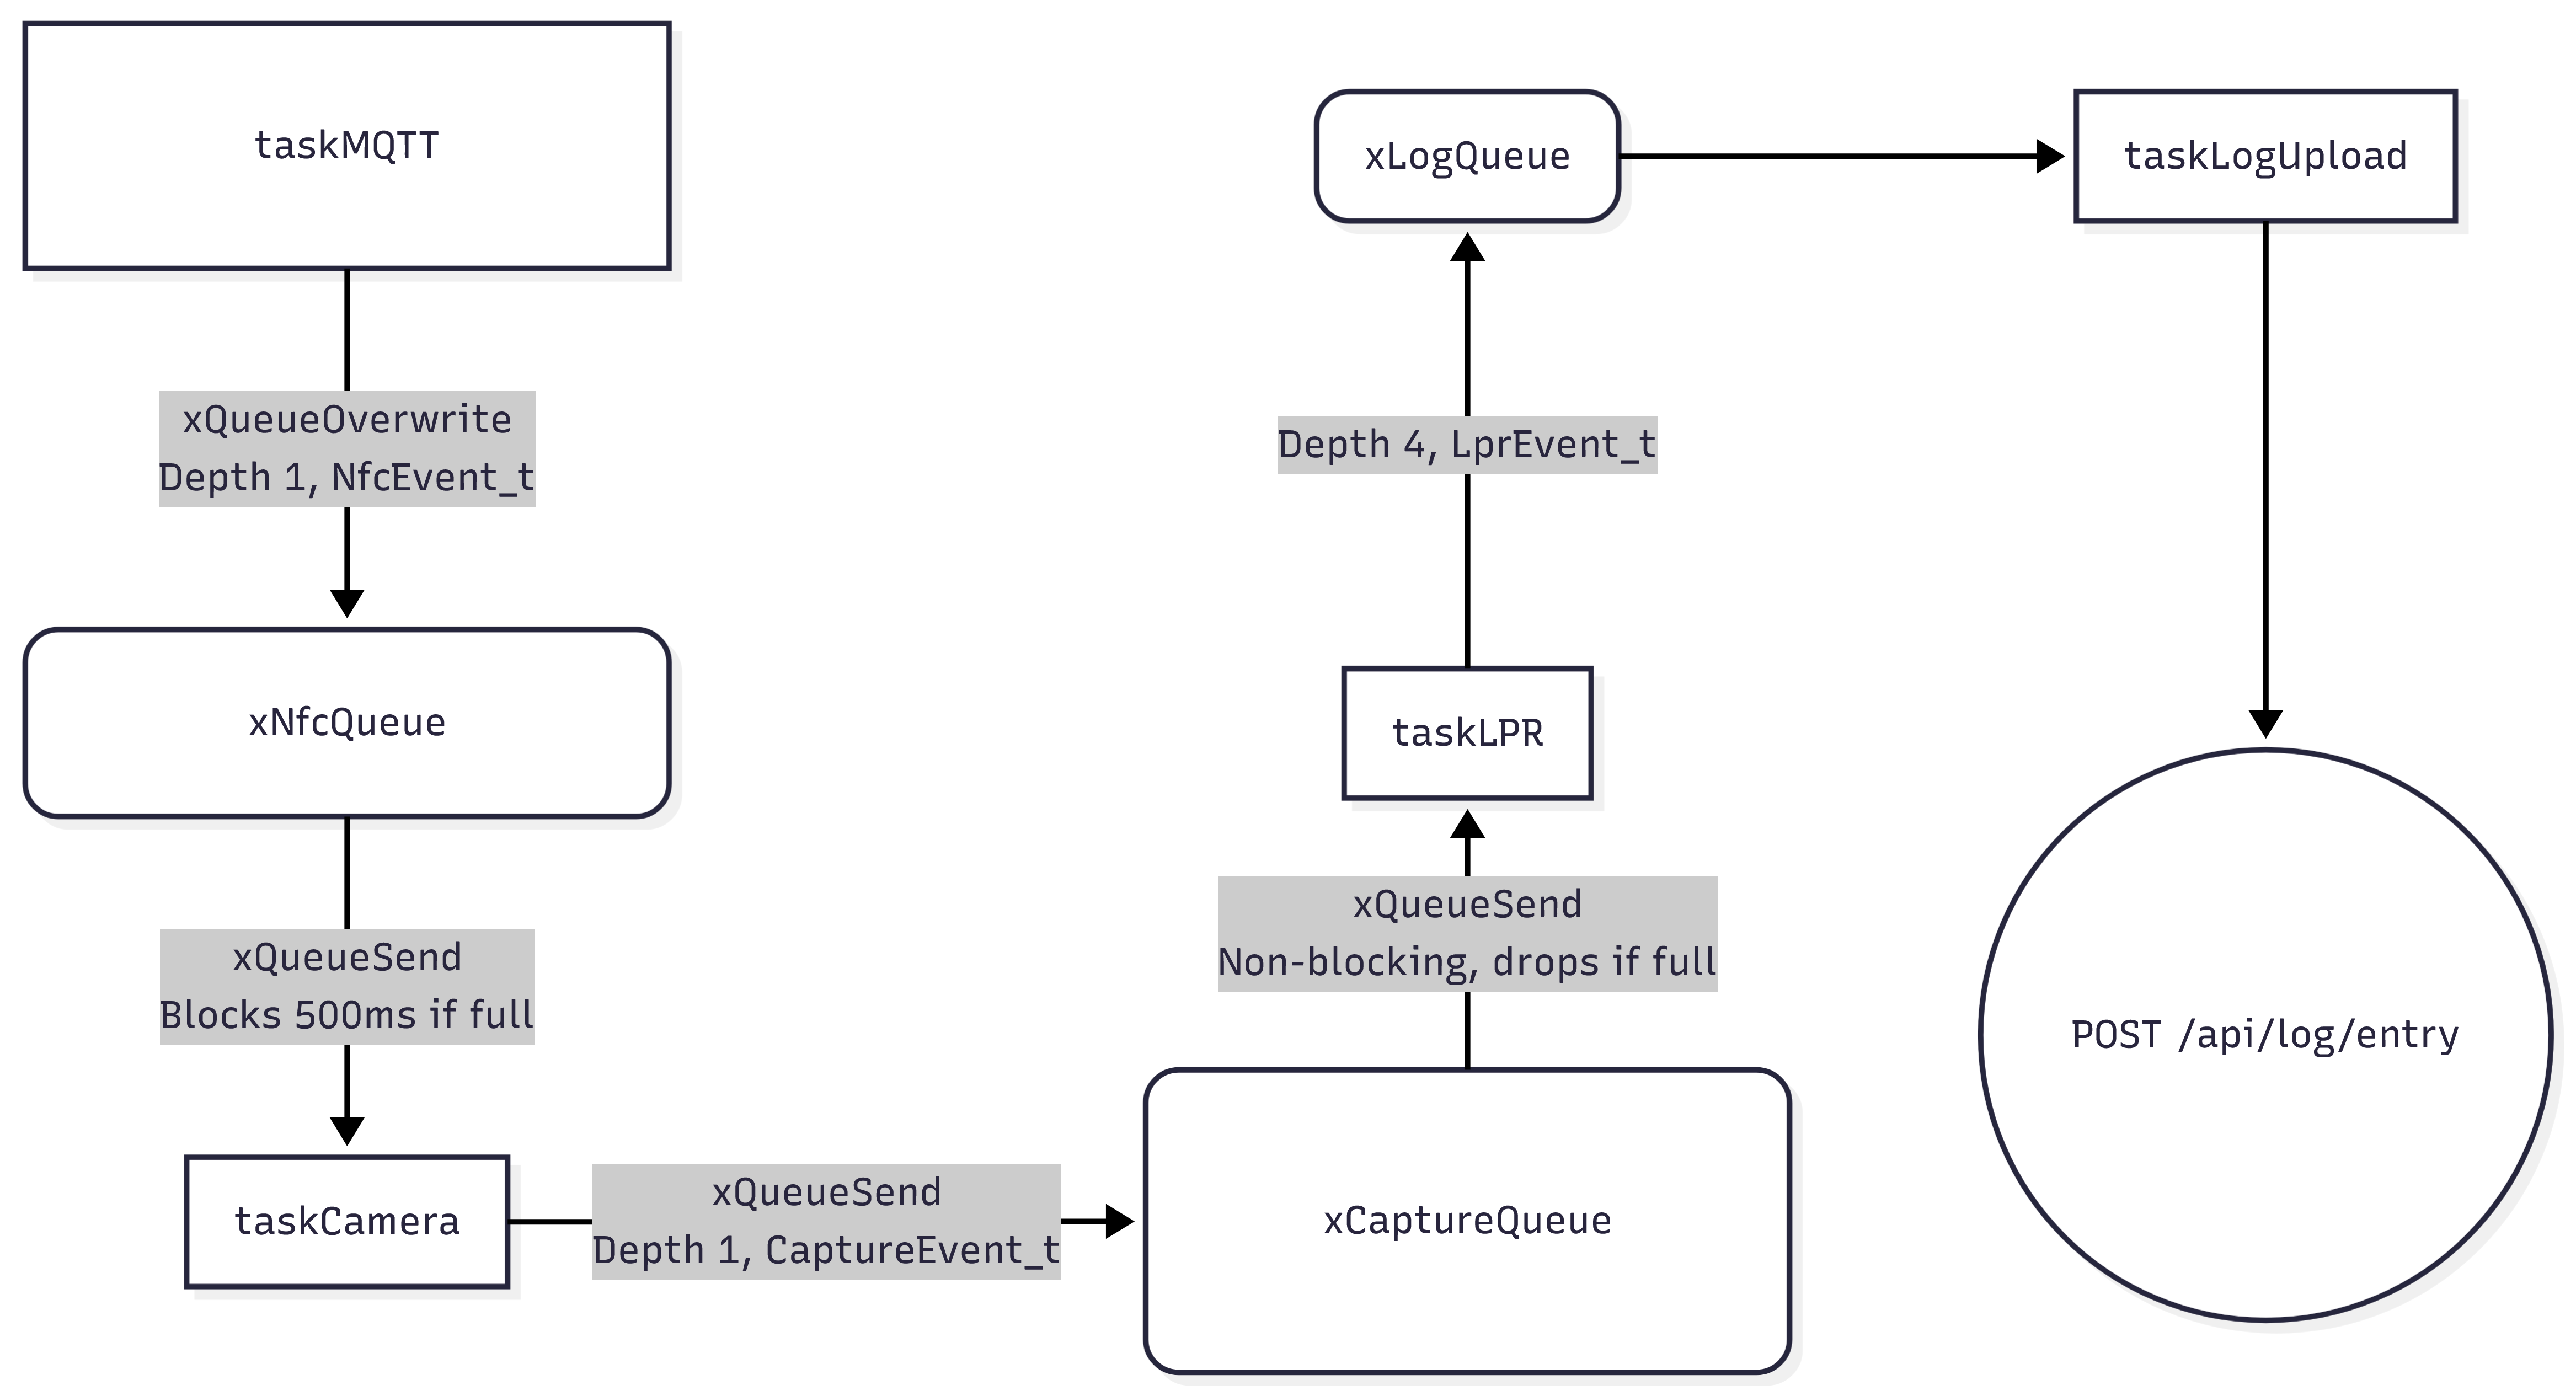 taskMQTT
xQueueOverwrite
Depth 1, NfcEvent_t
xNfcQueue
xQueueSend
Blocks 500ms if full
taskCamera
xQueueSend
Depth 1, CaptureEvent_t
xCaptureQueue
xQueueSend
Non-blocking, drops if full
taskLPR
Depth 4, LprEvent_t
xLogQueue
taskLogUpload
POST /api/log/entry